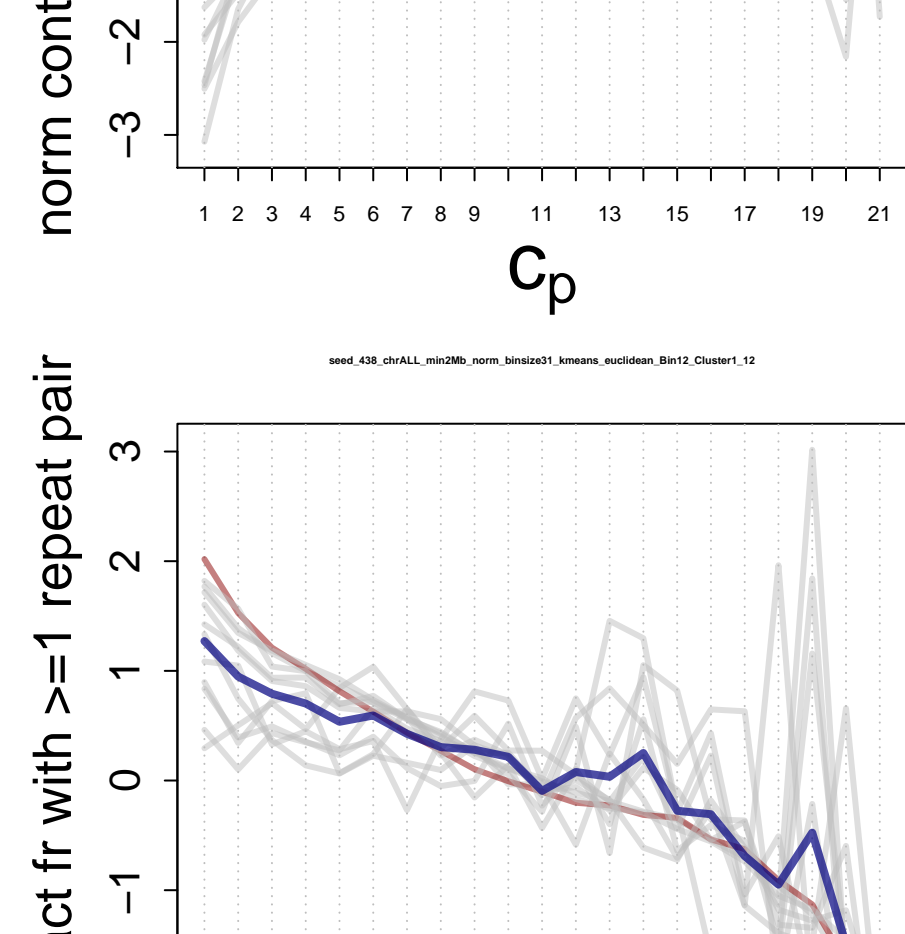 norm cont
−2
−3
1 2 3 4 5 6 7 8 9 11 13 15 17 19 21
cp
seed_438_chrALL_min2Mb_norm_binsize31_kmeans_euclidean_Bin12_Cluster1_12
act fr with >=1 repeat pair
3
2
1
0
−1